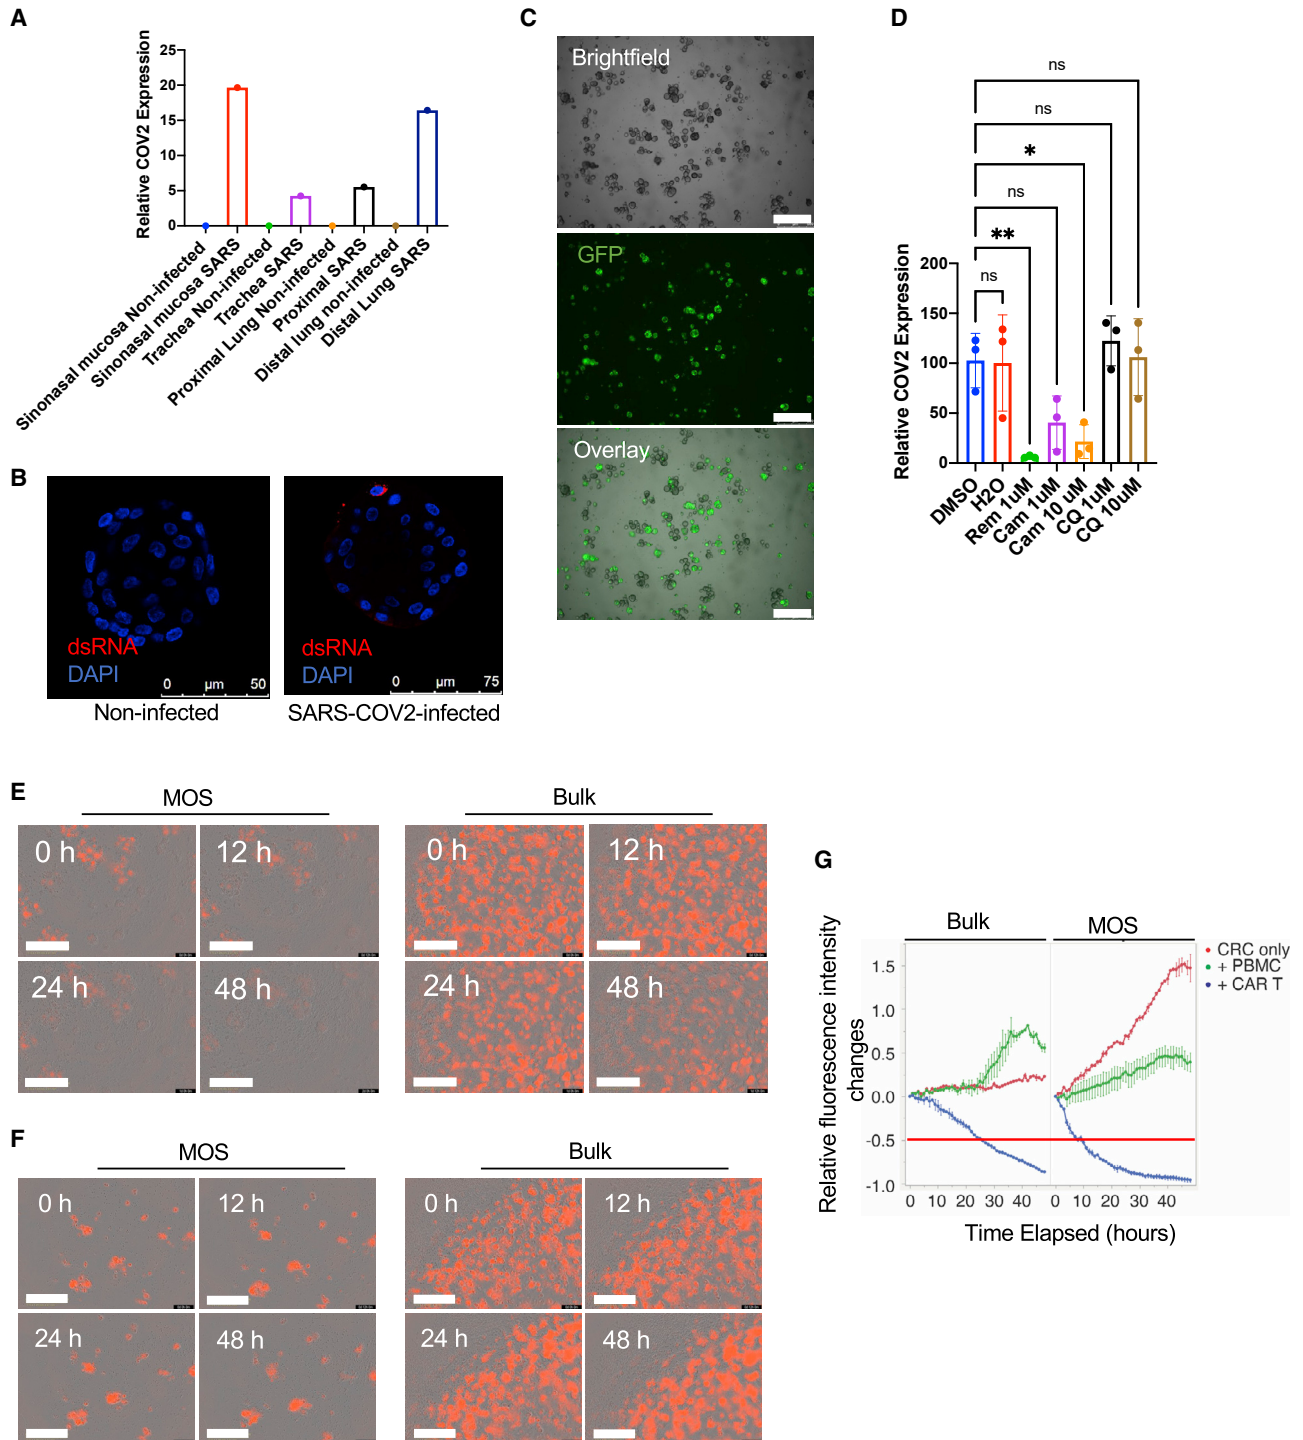 A
Relative COV2 Expression
25
20
15
10
5
0
Sinonasal mucosa Non-infected
Sinonasal mucosa SARS
Trachea Non-infected
Trachea SARS
Proximal Lung Non-infected
Proximal SARS
Distal lung non-infected
Distal Lung SARS
B
dsRNA
DAPI
0 µm 50
Non-infected
dsRNA
DAPI
0 µm 75
SARS-COV2-infected
C
Brightfield
GFP
Overlay
D
ns
ns
*
ns
**
ns
Relative COV2 Expression
200
150
100
50
0
DMSO
H2O
Rem 1uM
Cam 1uM
Cam 10 uM
CQ 1uM
CQ 10uM
E
MOS
Bulk
0 h
12 h
0 h
12 h
24 h
48 h
24 h
48 h
F
MOS
Bulk
0 h
12 h
0 h
12 h
24 h
48 h
24 h
48 h
G
Bulk
MOS
CRC only
+ PBMC
+ CAR T
Relative fluorescence intensity
changes
1.5
1.0
0.5
0.0
-0.5
-1.0
0 10 20 30 40
0 10 20 30 40
Time Elapsed (hours)